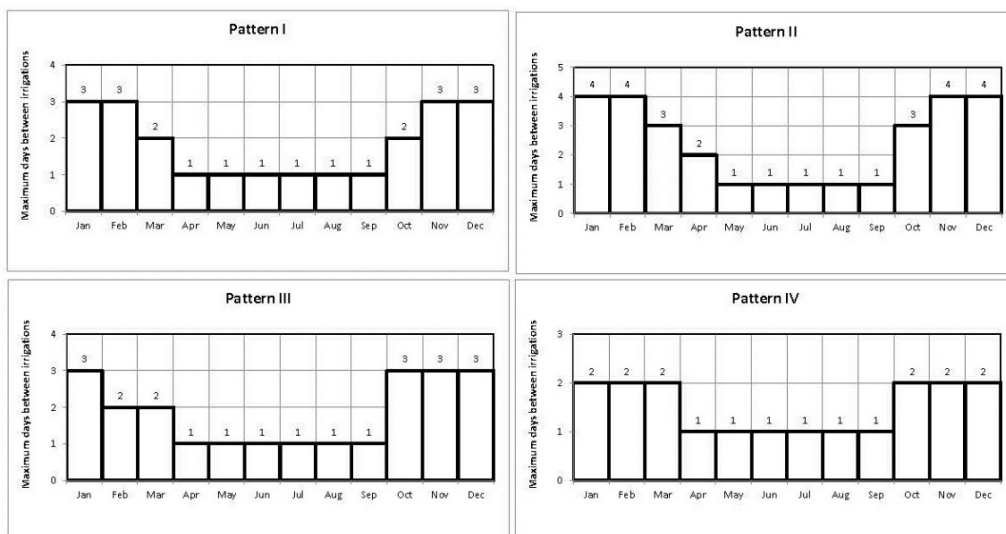 Pattern I
Maximum days between irrigations
4
3
2
1
0
3 3 2 1 1 1 1 1 1 2 3 3
Jan Feb Mar Apr May Jun Jul Aug Sep Oct Nov Dec
Pattern II
Maximum days between irrigations
5
4
3
2
1
0
4 4 3 2 1 1 1 1 1 3 4 4
Jan Feb Mar Apr May Jun Jul Aug Sep Oct Nov Dec
Pattern III
Maximum days between irrigations
4
3
2
1
0
3 2 2 1 1 1 1 1 1 3 3 3
Jan Feb Mar Apr May Jun Jul Aug Sep Oct Nov Dec
Pattern IV
Maximum days between irrigations
3
2
1
0
2 2 2 1 1 1 1 1 1 2 2 2
Jan Feb Mar Apr May Jun Jul Aug Sep Oct Nov Dec